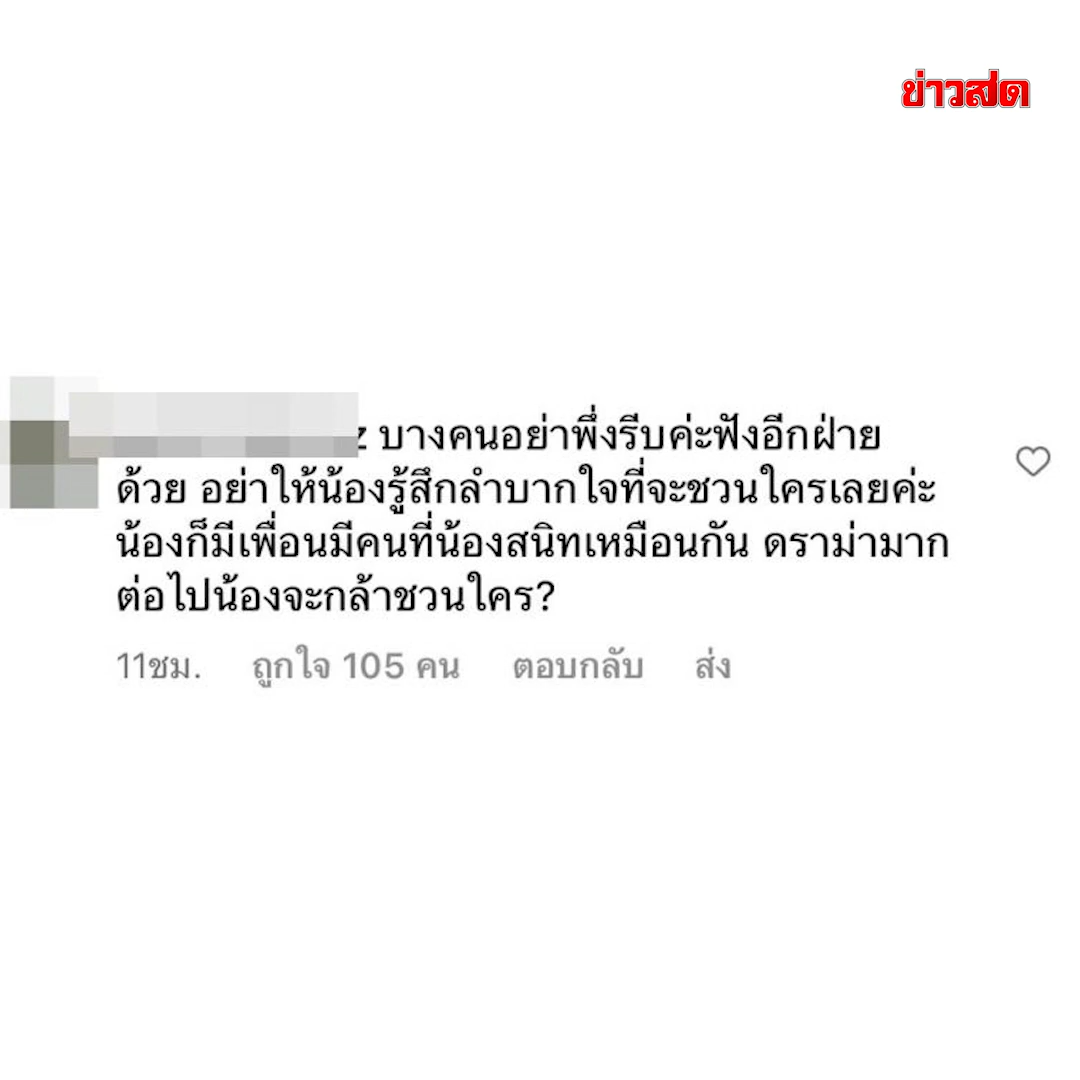 ข่าวสด
z บางคนอย่าพึ่งรีบค่ะฟังอีกฝ่าย
ด้วย อย่าให้น้องรู้สึกลำบากใจที่จะชวนใครเลยค่ะ
น้องก็มีเพื่อนมีคนที่น้องสนิทเหมือนกัน ดราม่ามาก
ต่อไปน้องจะกล้าชวนใคร?
11ชม. ถูกใจ 105 คน ตอบกลับ ส่ง